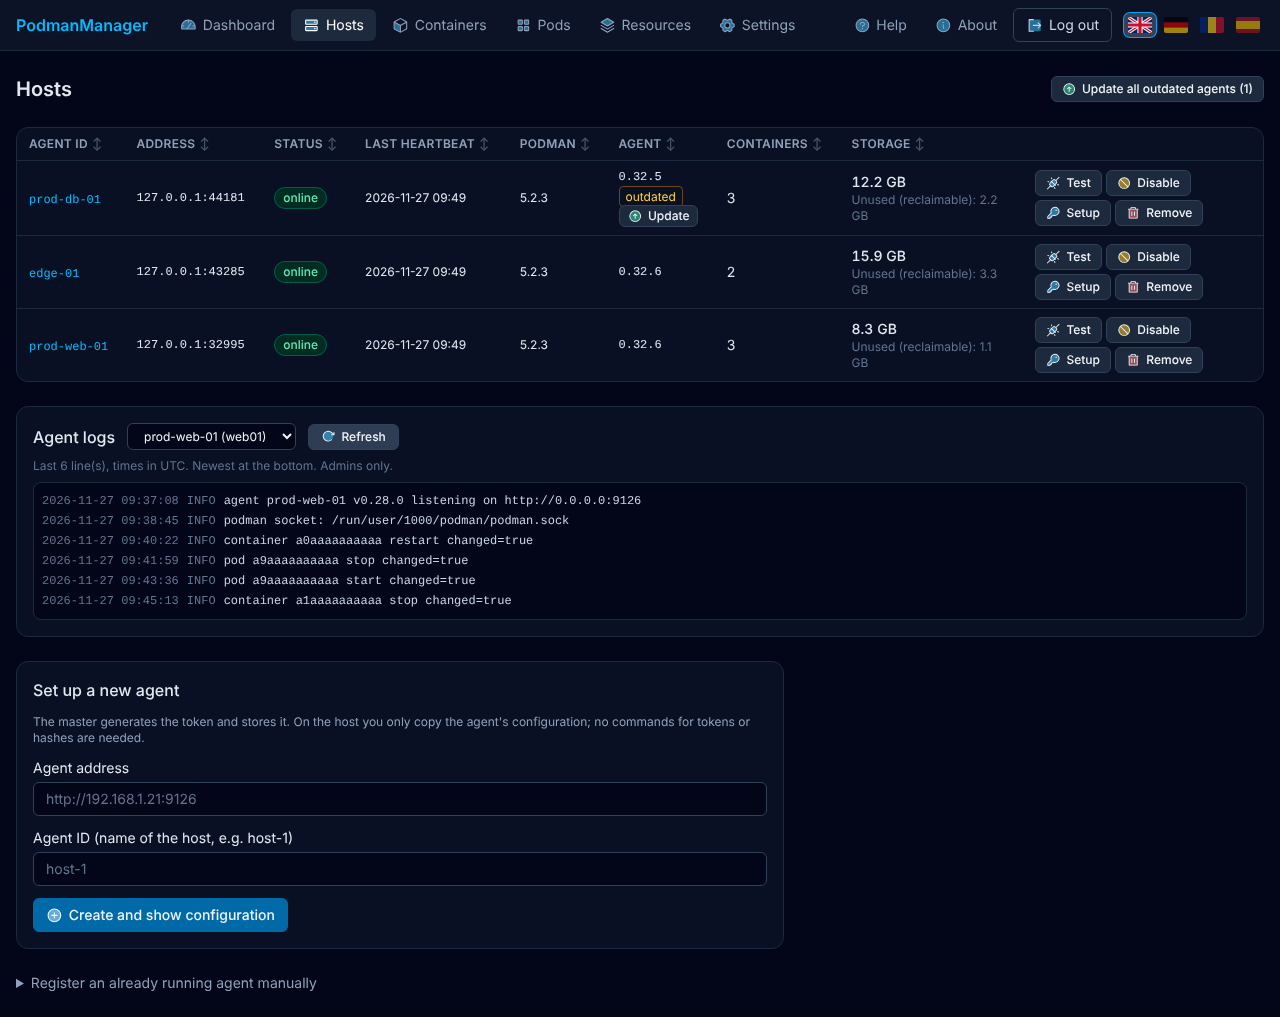 PodmanManager Dashboard Hosts Containers Pods Resources Settings Help About Log out
Hosts
Update all outdated agents (1)
AGENT ID ADDRESS STATUS LAST HEARTBEAT PODMAN AGENT CONTAINERS STORAGE
prod-db-01 127.0.0.1:44181 online 2026-11-27 09:49 5.2.3 0.32.5 outdated Update 3 12.2 GB Unused (reclaimable): 2.2 GB Test Disable Setup Remove
edge-01 127.0.0.1:43285 online 2026-11-27 09:49 5.2.3 0.32.6 2 15.9 GB Unused (reclaimable): 3.3 GB Test Disable Setup Remove
prod-web-01 127.0.0.1:32995 online 2026-11-27 09:49 5.2.3 0.32.6 3 8.3 GB Unused (reclaimable): 1.1 GB Test Disable Setup Remove
Agent logs prod-web-01 (web01) Refresh
Last 6 line(s), times in UTC. Newest at the bottom. Admins only.
2026-11-27 09:37:08 INFO agent prod-web-01 v0.28.0 listening on http://0.0.0.0:9126
2026-11-27 09:38:45 INFO podman socket: /run/user/1000/podman/podman.sock
2026-11-27 09:40:22 INFO container a0aaaaaaaaaa restart changed=true
2026-11-27 09:41:59 INFO pod a9aaaaaaaaaa stop changed=true
2026-11-27 09:43:36 INFO pod a9aaaaaaaaaa start changed=true
2026-11-27 09:45:13 INFO container a1aaaaaaaaaa stop changed=true
Set up a new agent
The master generates the token and stores it. On the host you only copy the agent's configuration; no commands for tokens or
hashes are needed.
Agent address
http://192.168.1.21:9126
Agent ID (name of the host, e.g. host-1)
host-1
Create and show configuration
Register an already running agent manually